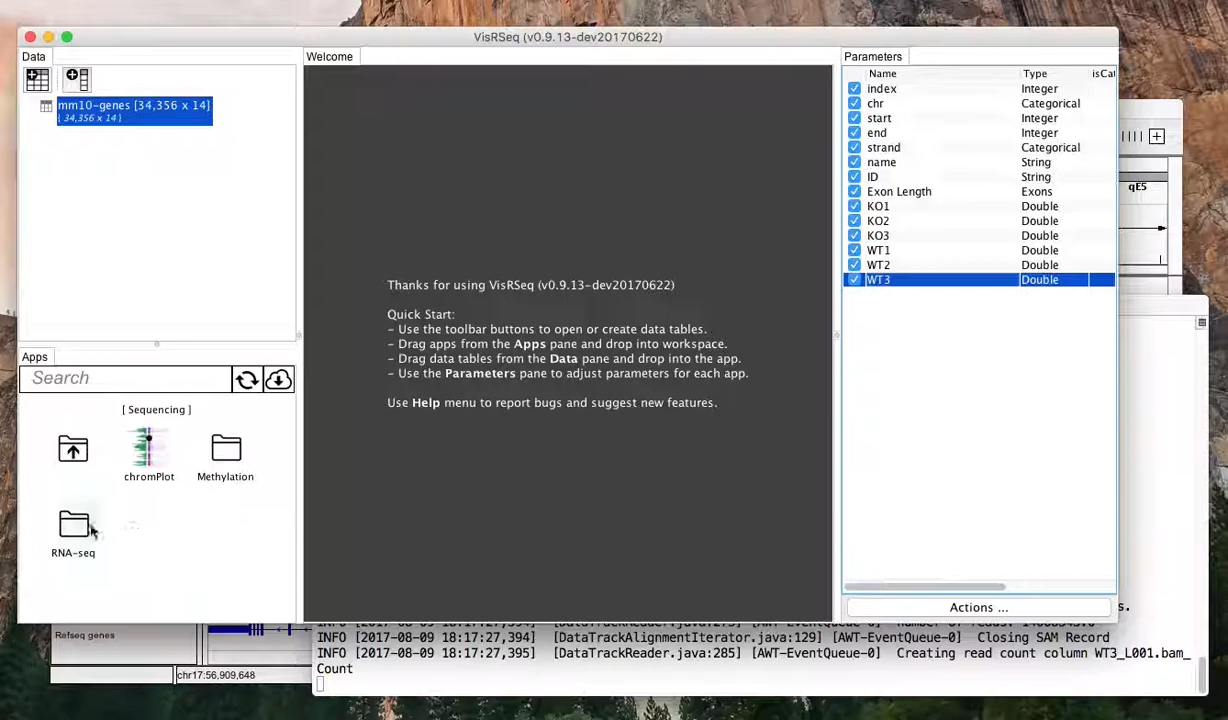 VisRSeq (v0.9.13-dev20170622)
Data
Welcome
Parameters
mm10-genes [34,356 x 14]
{ 34,356 x 14 }
Name Type isCat
index Integer
chr Categorical
start Integer
end Integer
strand Categorical
name String
ID String
Exon Length Exons
KO1 Double
KO2 Double
KO3 Double
WT1 Double
WT2 Double
WT3 Double
qE5
Thanks for using VisRSeq (v0.9.13-dev20170622)
Quick Start:
- Use the toolbar buttons to open or create data tables.
- Drag apps from the Apps pane and drop into workspace.
- Drag data tables from the Data pane and drop into the app.
- Use the Parameters pane to adjust parameters for each app.
Use Help menu to report bugs and suggest new features.
Apps
Search
[ Sequencing ]
chromPlot
Methylation
RNA-seq
Actions ...
s.
Refseq genes
chr17:56,909,648
INFO [2017-08-09 18:17:27,394] [DataTrackAlignmentIterator.java:129] [AWT-EventQueue-0] Closing SAM Record
INFO [2017-08-09 18:17:27,395] [DataTrackReader.java:285] [AWT-EventQueue-0] Creating read count column WT3_L001.bam_
Count